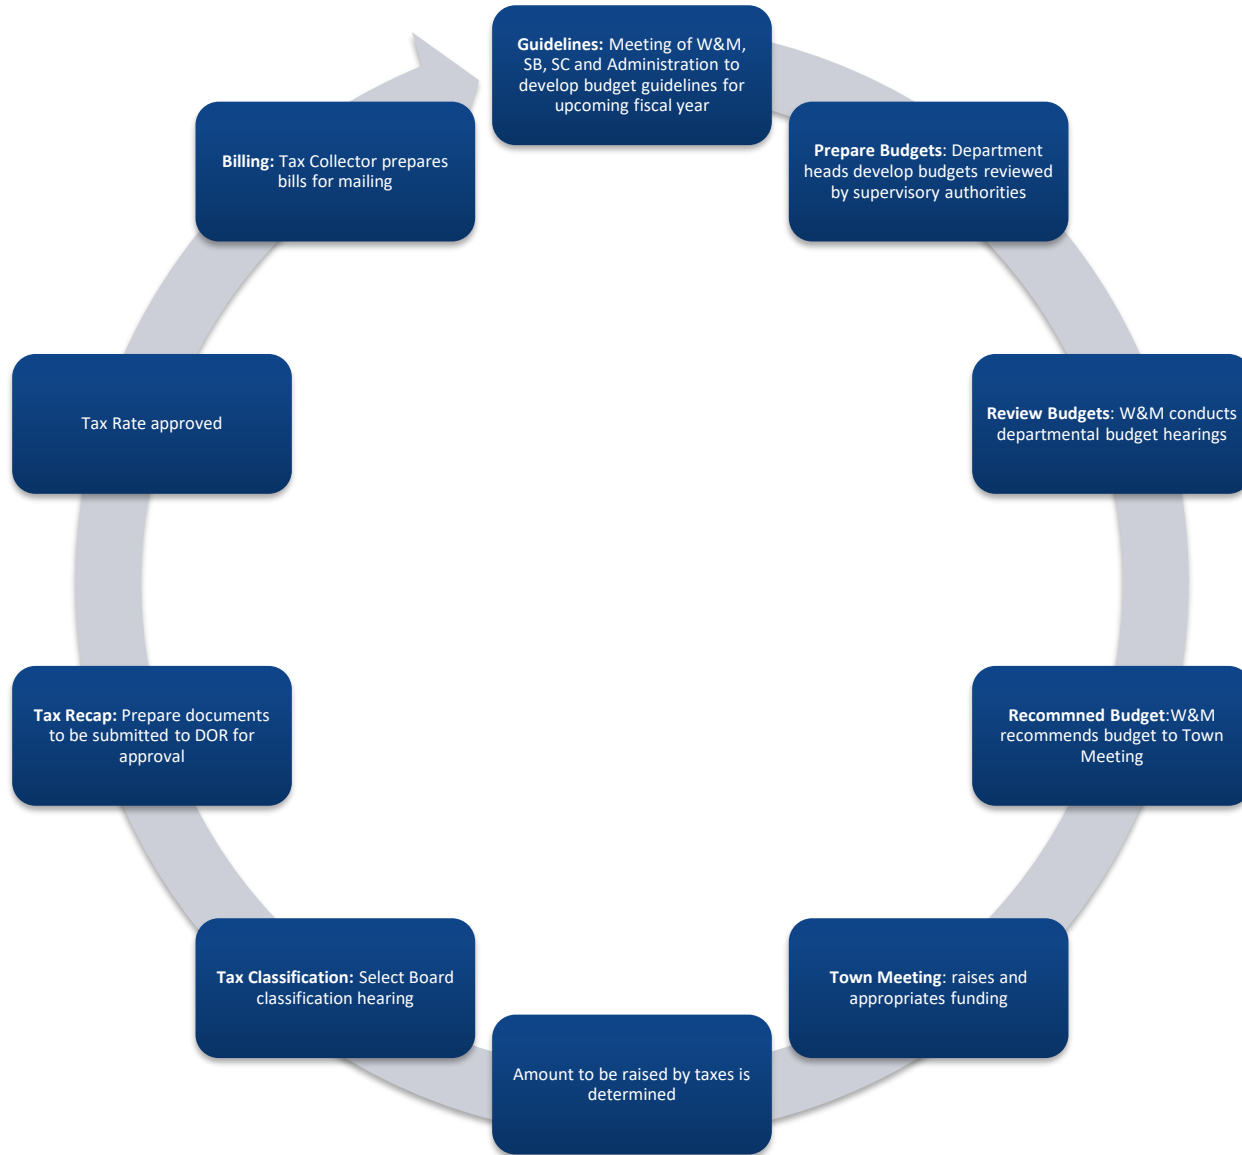 Guidelines: Meeting of W&M,
SB, SC and Administration to
develop budget guidelines for
upcoming fiscal year
Prepare Budgets: Department
heads develop budgets reviewed
by supervisory authorities
Review Budgets: W&M conducts
departmental budget hearings
Recommned Budget:W&M
recommends budget to Town
Meeting
Town Meeting: raises and
appropriates funding
Amount to be raised by taxes is
determined
Tax Classification: Select Board
classification hearing
Tax Recap: Prepare documents
to be submitted to DOR for
approval
Tax Rate approved
Billing: Tax Collector prepares
bills for mailing